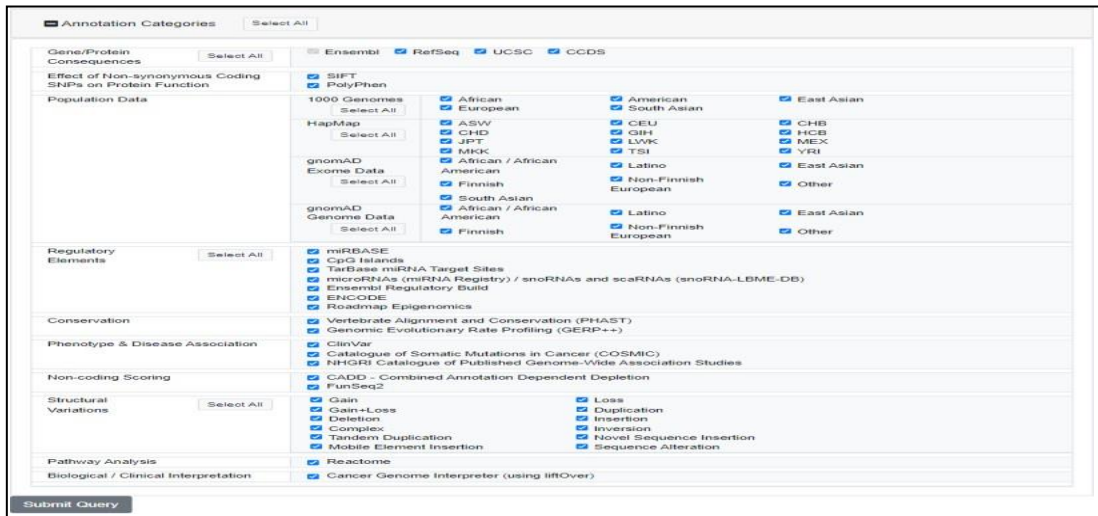 Annotation Categories Select All
Gene/Protein Consequences Select All Ensembl RefSeq UCSC CCDS
Effect of Non-synonymous Coding SNPs on Protein Function
SIFT
PolyPhen
Population Data
1000 Genomes Select All
African American East Asian
European South Asian
HapMap Select All
ASW CEU CHB
CHD GIH HCB
JPT LWK MEX
MKK TSI YRI
gnomAD Exome Data Select All
African / African American Latino East Asian
Finnish Non-Finnish European Other
South Asian
gnomAD Genome Data Select All
African / African American Latino East Asian
Finnish Non-Finnish European Other
Regulatory Elements Select All
miRBASE
CpG Islands
TarBase miRNA Target Sites
microRNAs (miRNA Registry) / snoRNAs and scaRNAs (snoRNA-LBME-DB)
Ensembl Regulatory Build
ENCODE
Roadmap Epigenomics
Conservation
Vertebrate Alignment and Conservation (PHAST)
Genomic Evolutionary Rate Profiling (GERP++)
Phenotype & Disease Association
ClinVar
Catalogue of Somatic Mutations in Cancer (COSMIC)
NHGRI Catalogue of Published Genome-Wide Association Studies
Non-coding Scoring
CADD - Combined Annotation Dependent Depletion
FunSeq2
Structural Variations Select All
Gain Loss
Gain+Loss Duplication
Deletion Insertion
Complex Inversion
Tandem Duplication Novel Sequence Insertion
Mobile Element Insertion Sequence Alteration
Pathway Analysis Reactome
Biological / Clinical Interpretation Cancer Genome Interpreter (using liftOver)
Submit Query